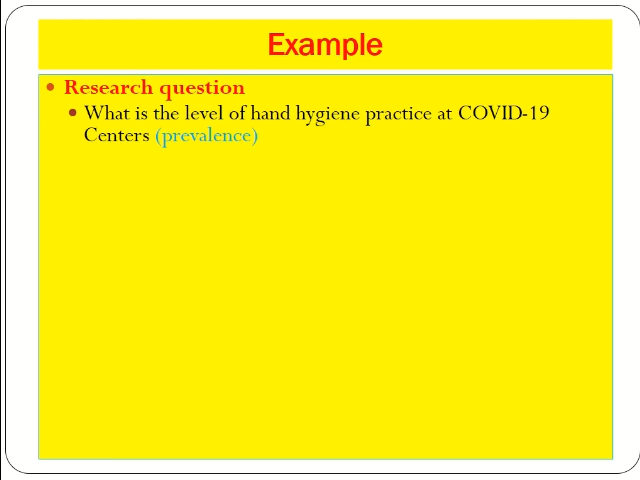 Example
Research question
What is the level of hand hygiene practice at COVID-19
Centers (prevalence)